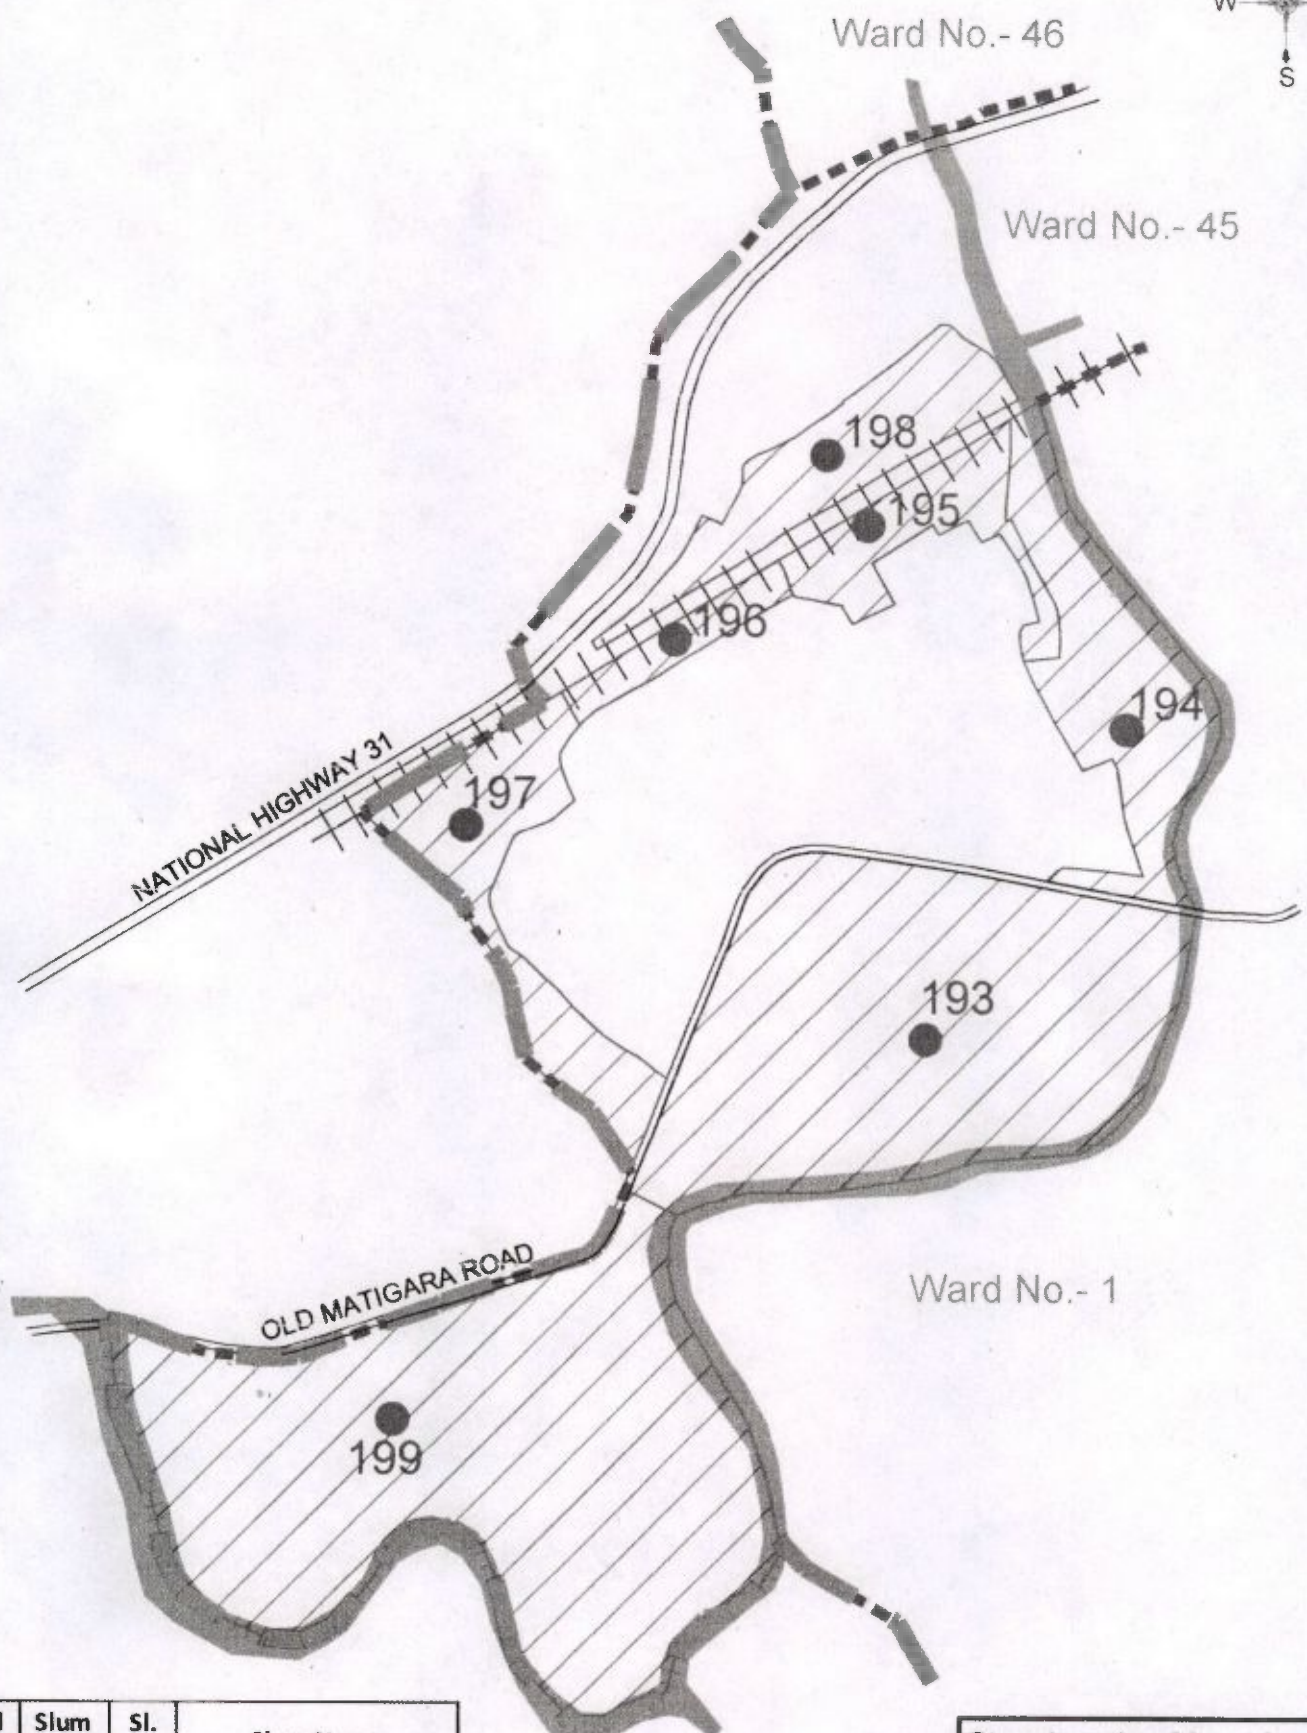 W
Ward No.- 46
S
Ward No.- 45
198
195
196
194
NATIONAL HIGHWAY 31
197
193
OLD MATIGARA ROAD
Ward No.- 1
199
Slum
Sl.